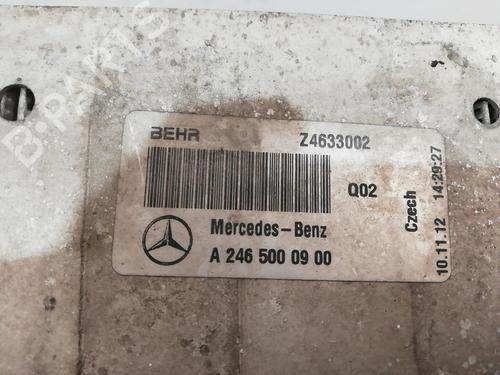 B-PARTS
BEHR Z4633002
Q02
Mercedes-Benz
A 246 500 09 00
Czech
10.11.12 14:29:27